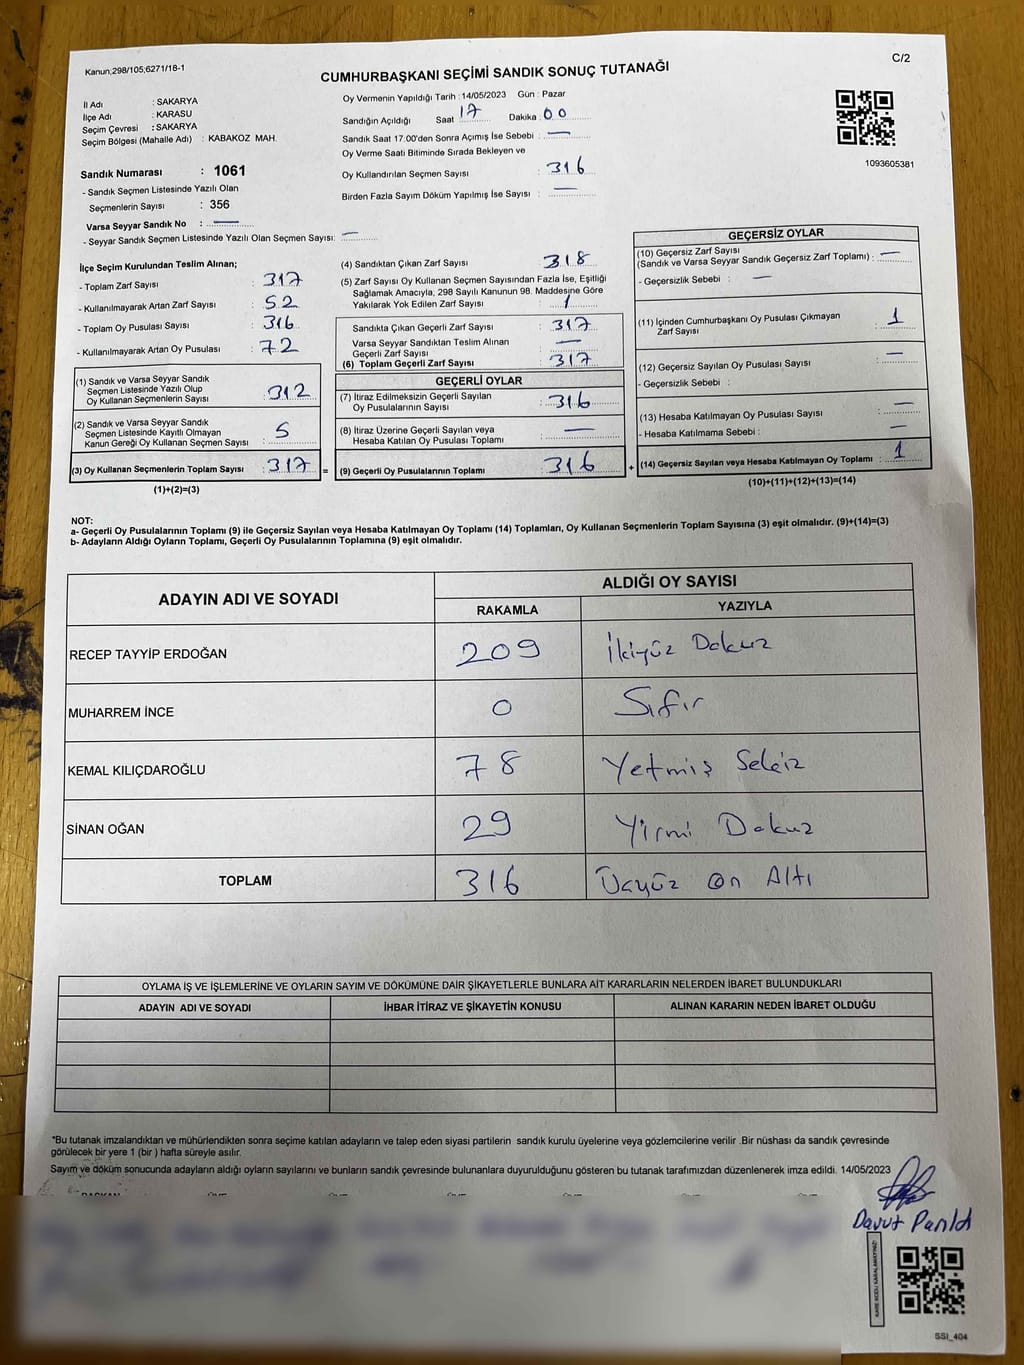 Kanun;298/105;6271/18-1
C/2
CUMHURBAŞKANI SEÇİMİ SANDIK SONUÇ TUTANAĞI
İl Adı : SAKARYA
İlçe Adı : KARASU
Seçim Çevresi : SAKARYA
Seçim Bölgesi (Mahalle Adı) : KABAKOZ MAH.
Sandık Numarası : 1061
- Sandık Seçmen Listesinde Yazılı Olan
Seçmenlerin Sayısı : 356
Varsa Seyyar Sandık No : —
- Seyyar Sandık Seçmen Listesinde Yazılı Olan Seçmen Sayısı: —
Oy Vermenin Yapıldığı Tarih : 14/05/2023 Gün : Pazar
Sandığın Açıldığı Saat 17 Dakika : 00
Sandık Saat 17.00'den Sonra Açımış İse Sebebi : —
Oy Verme Saati Bitiminde Sırada Bekleyen ve
Oy Kullandırılan Seçmen Sayısı : 316
Birden Fazla Sayım Döküm Yapılmış İse Sayısı : —
1093605381
İlçe Seçim Kurulundan Teslim Alınan;
- Toplam Zarf Sayısı : 317
- Kullanılmayarak Artan Zarf Sayısı : 52
- Toplam Oy Pusulası Sayısı : 316
- Kullanılmayarak Artan Oy Pusulası : 72
(1) Sandık ve Varsa Seyyar Sandık
Seçmen Listesinde Yazılı Olup
Oy Kullanan Seçmenlerin Sayısı : 312
(2) Sandık ve Varsa Seyyar Sandık
Seçmen Listesinde Kayıtlı Olmayan
Kanun Gereği Oy Kullanan Seçmen Sayısı : 5
(3) Oy Kullanan Seçmenlerin Toplam Sayısı : 317 =
(1)+(2)=(3)
(4) Sandıktan Çıkan Zarf Sayısı : 318
(5) Zarf Sayısı Oy Kullanan Seçmen Sayısından Fazla İse, Eşitliği
Sağlamak Amacıyla, 298 Sayılı Kanunun 98. Maddesine Göre
Yakılarak Yok Edilen Zarf Sayısı : 1
Sandıkta Çıkan Geçerli Zarf Sayısı : 317
Varsa Seyyar Sandıktan Teslim Alınan
Geçerli Zarf Sayısı : —
(6) Toplam Geçerli Zarf Sayısı : 317
GEÇERLİ OYLAR
(7) İtiraz Edilmeksizin Geçerli Sayılan
Oy Pusulalarının Sayısı : 316
(8) İtiraz Üzerine Geçerli Sayılan veya
Hesaba Katılan Oy Pusulası Toplamı : —
(9) Geçerli Oy Pusulalarının Toplamı : 316 +
GEÇERSİZ OYLAR
(10) Geçersiz Zarf Sayısı
(Sandık ve Varsa Seyyar Sandık Geçersiz Zarf Toplamı) : —
- Geçersizlik Sebebi : —
(11) İçinden Cumhurbaşkanı Oy Pusulası Çıkmayan
Zarf Sayısı : 1
(12) Geçersiz Sayılan Oy Pusulası Sayısı : —
- Geçersizlik Sebebi :
(13) Hesaba Katılmayan Oy Pusulası Sayısı : —
- Hesaba Katılmama Sebebi : —
(14) Geçersiz Sayılan veya Hesaba Katılmayan Oy Toplamı : 1
(10)+(11)+(12)+(13)=(14)
NOT:
a- Geçerli Oy Pusulalarının Toplamı (9) ile Geçersiz Sayılan veya Hesaba Katılmayan Oy Toplamı (14) Toplamları, Oy Kullanan Seçmenlerin Toplam Sayısına (3) eşit olmalıdır. (9)+(14)=(3)
b- Adayların Aldığı Oyların Toplamı, Geçerli Oy Pusulalarının Toplamına (9) eşit olmalıdır.
ADAYIN ADI VE SOYADI
ALDIĞI OY SAYISI
RAKAMLA YAZIYLA
RECEP TAYYİP ERDOĞAN 209 İkiyüz Dokuz
MUHARREM İNCE 0 Sıfır
KEMAL KILIÇDAROĞLU 78 Yetmiş Sekiz
SİNAN OĞAN 29 Yirmi Dokuz
TOPLAM 316 Üçyüz On Altı
OYLAMA İŞ VE İŞLEMLERİNE VE OYLARIN SAYIM VE DÖKÜMÜNE DAİR ŞİKAYETLERLE BUNLARA AİT KARARLARIN NELERDEN İBARET BULUNDUKLARI
ADAYIN ADI VE SOYADI İHBAR İTİRAZ VE ŞİKAYETİN KONUSU ALINAN KARARIN NEDEN İBARET OLDUĞU
*Bu tutanak imzalandıktan ve mühürlendikten sonra seçime katılan adayların ve talep eden siyasi partilerin sandık kurulu üyelerine veya gözlemcilerine verilir .Bir nüshası da sandık çevresinde
görülecek bir yere 1 (bir ) hafta süreyle asılır.
Sayım ve döküm sonucunda adayların aldığı oyların sayılarını ve bunların sandık çevresinde bulunanlara duyurulduğunu gösteren bu tutanak tarafımızdan düzenlenerek imza edildi. 14/05/2023
Davut Parıldı
KARE KODU KARALAMAYINIZ!
SSI_404